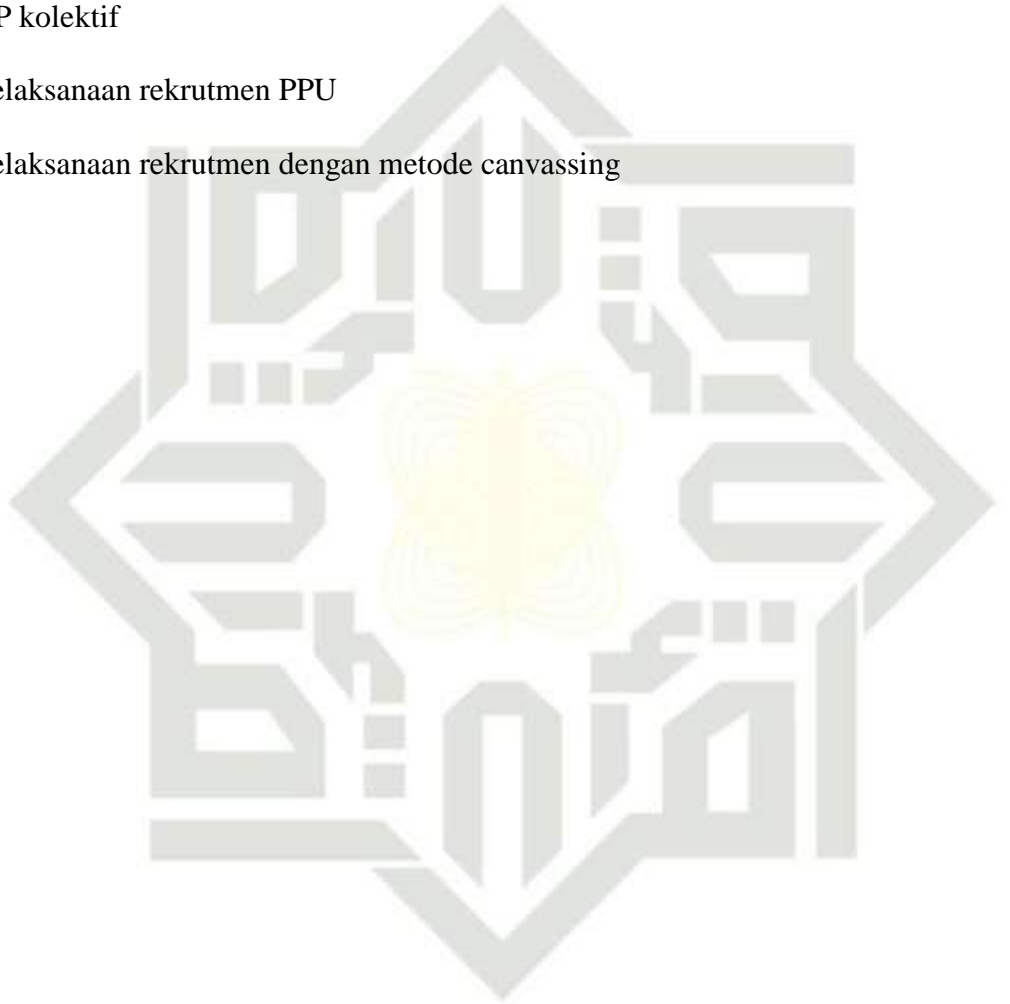 P kolektif
elaksanaan rekrutmen PPU
elaksanaan rekrutmen dengan metode canvassing